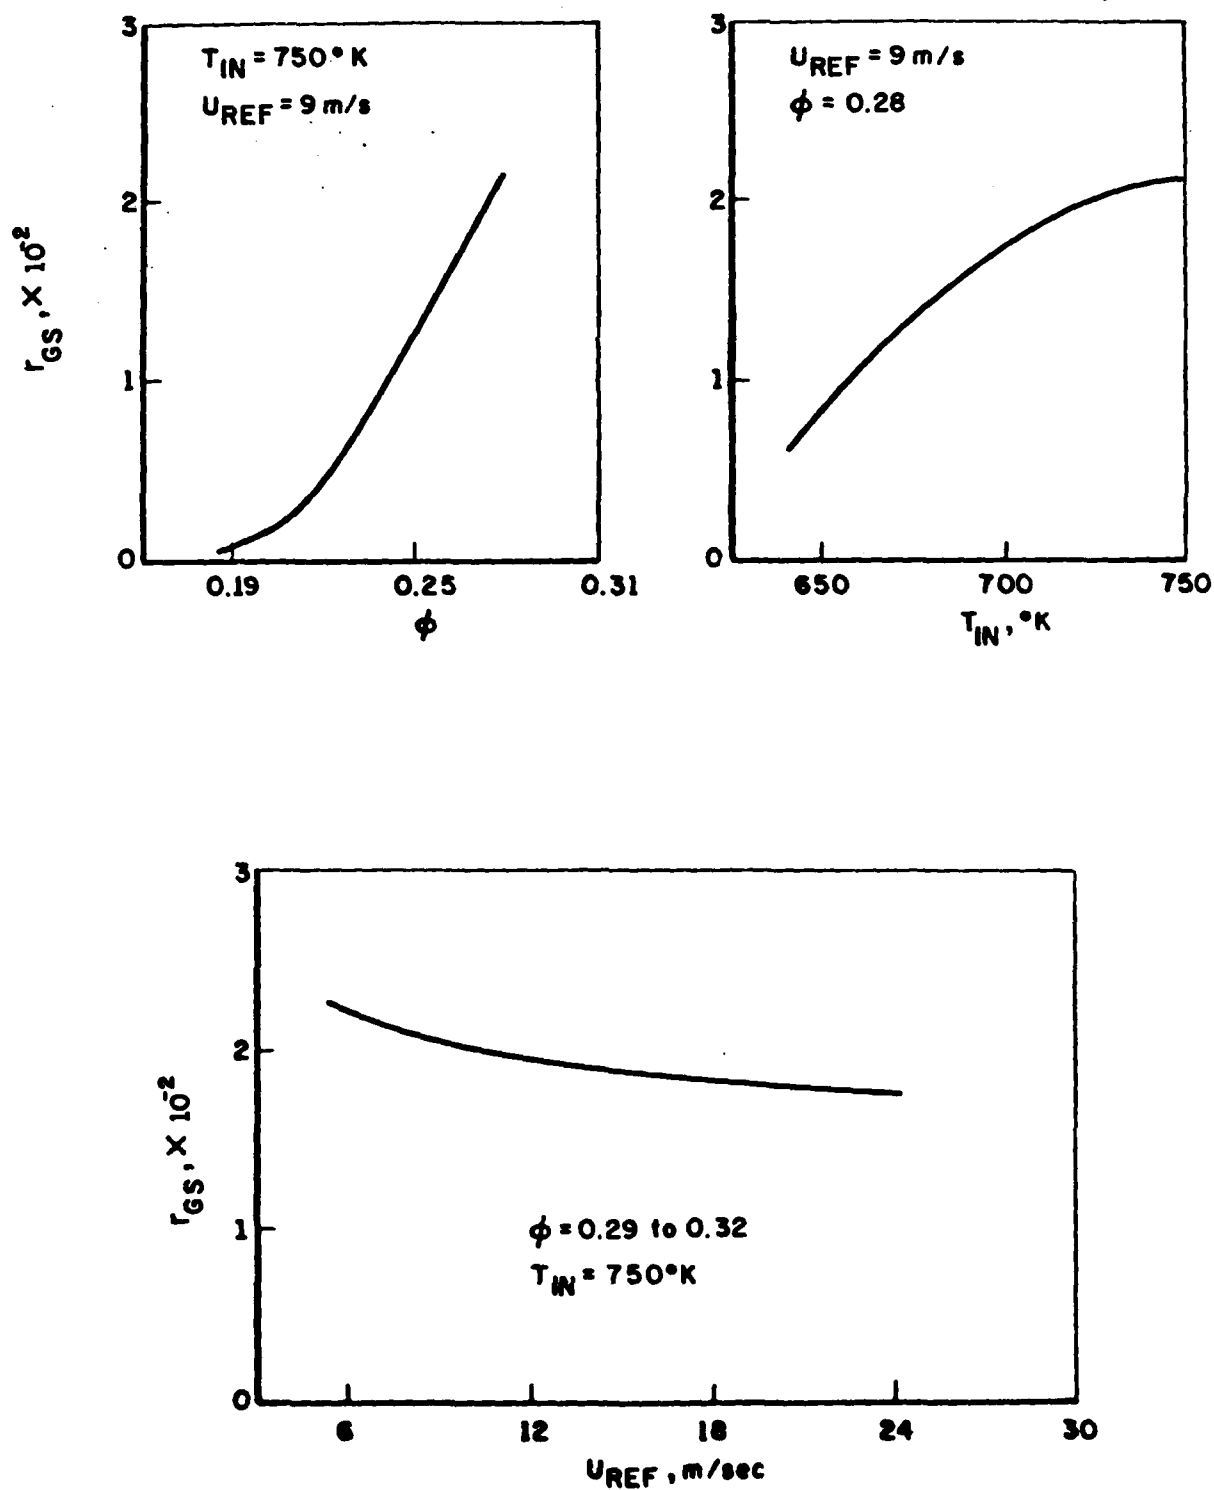 3
T_IN = 750° K
U_REF = 9 m/s
2
1
0
r_GS, × 10^-2
0.19 0.25 0.31
ϕ
3
U_REF = 9 m/s
ϕ = 0.28
2
1
0
650 700 750
T_IN, °K
3
2
1
0
r_GS, × 10^-2
ϕ = 0.29 to 0.32
T_IN = 750°K
6 12 18 24 30
U_REF, m/sec